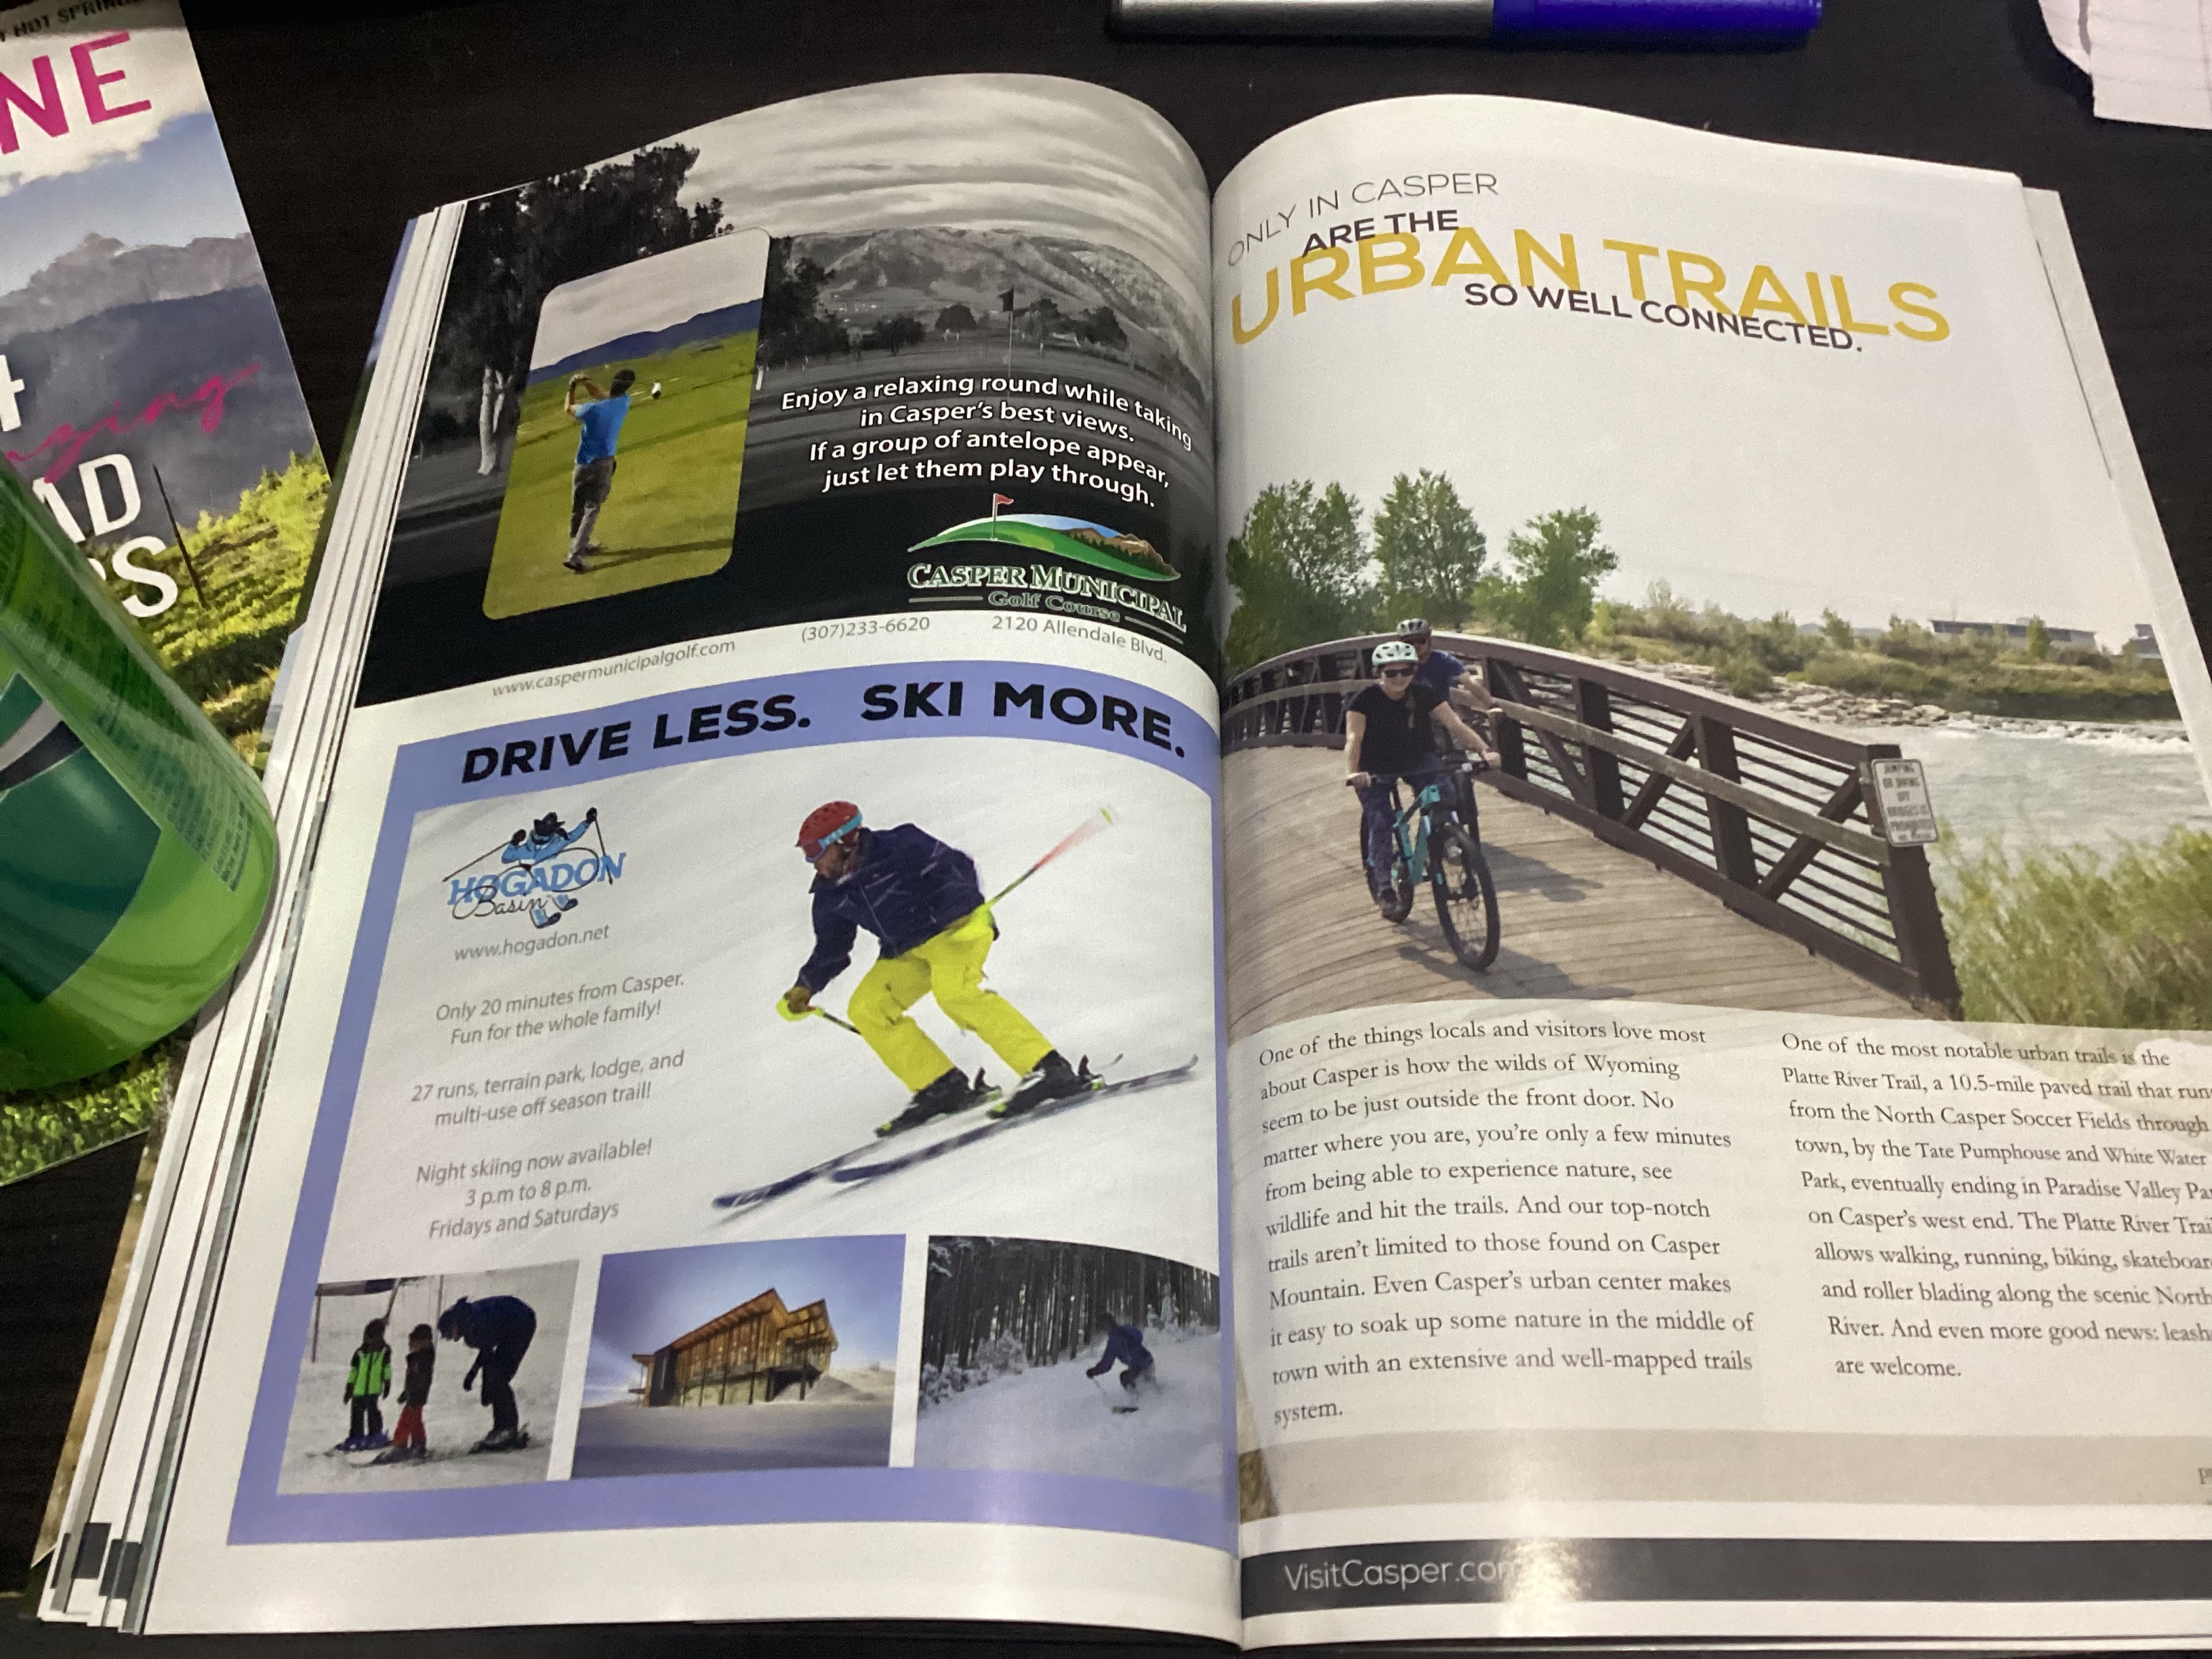 HOT SPRIN
NE
AD
Enjoy a relaxing round while taking
in Casper's best views.
If a group of antelope appear,
just let them play through.
CASPER MUNICIPAL
Golf Course
www.caspermunicipalgolf.com
(307)233-6620
2120 Allendale Blvd.
DRIVE LESS. SKI MORE.
HOGADON
Basin
www.hogadon.net
Only 20 minutes from Casper.
Fun for the whole family!
27 runs, terrain park, lodge, and
multi-use off season trail!
Night skiing now available!
3 p.m to 8 p.m.
Fridays and Saturdays
ONLY IN CASPER
ARE THE
URBAN TRAILS
SO WELL CONNECTED.
JUMPING
OR DIVING
OFF
One of the things locals and visitors love most
about Casper is how the wilds of Wyoming
seem to be just outside the front door. No
matter where you are, you're only a few minutes
from being able to experience nature, see
wildlife and hit the trails. And our top-notch
trails aren't limited to those found on Casper
Mountain. Even Casper's urban center makes
it easy to soak up some nature in the middle of
town with an extensive and well-mapped trails
system.
One of the most notable urban trails is the
Platte River Trail, a 10.5-mile paved trail that run
from the North Casper Soccer Fields through
town, by the Tate Pumphouse and White Water
Park, eventually ending in Paradise Valley Par
on Casper's west end. The Platte River Trai
allows walking, running, biking, skateboar
and roller blading along the scenic North
River. And even more good news: leash
are welcome.
VisitCasper.com